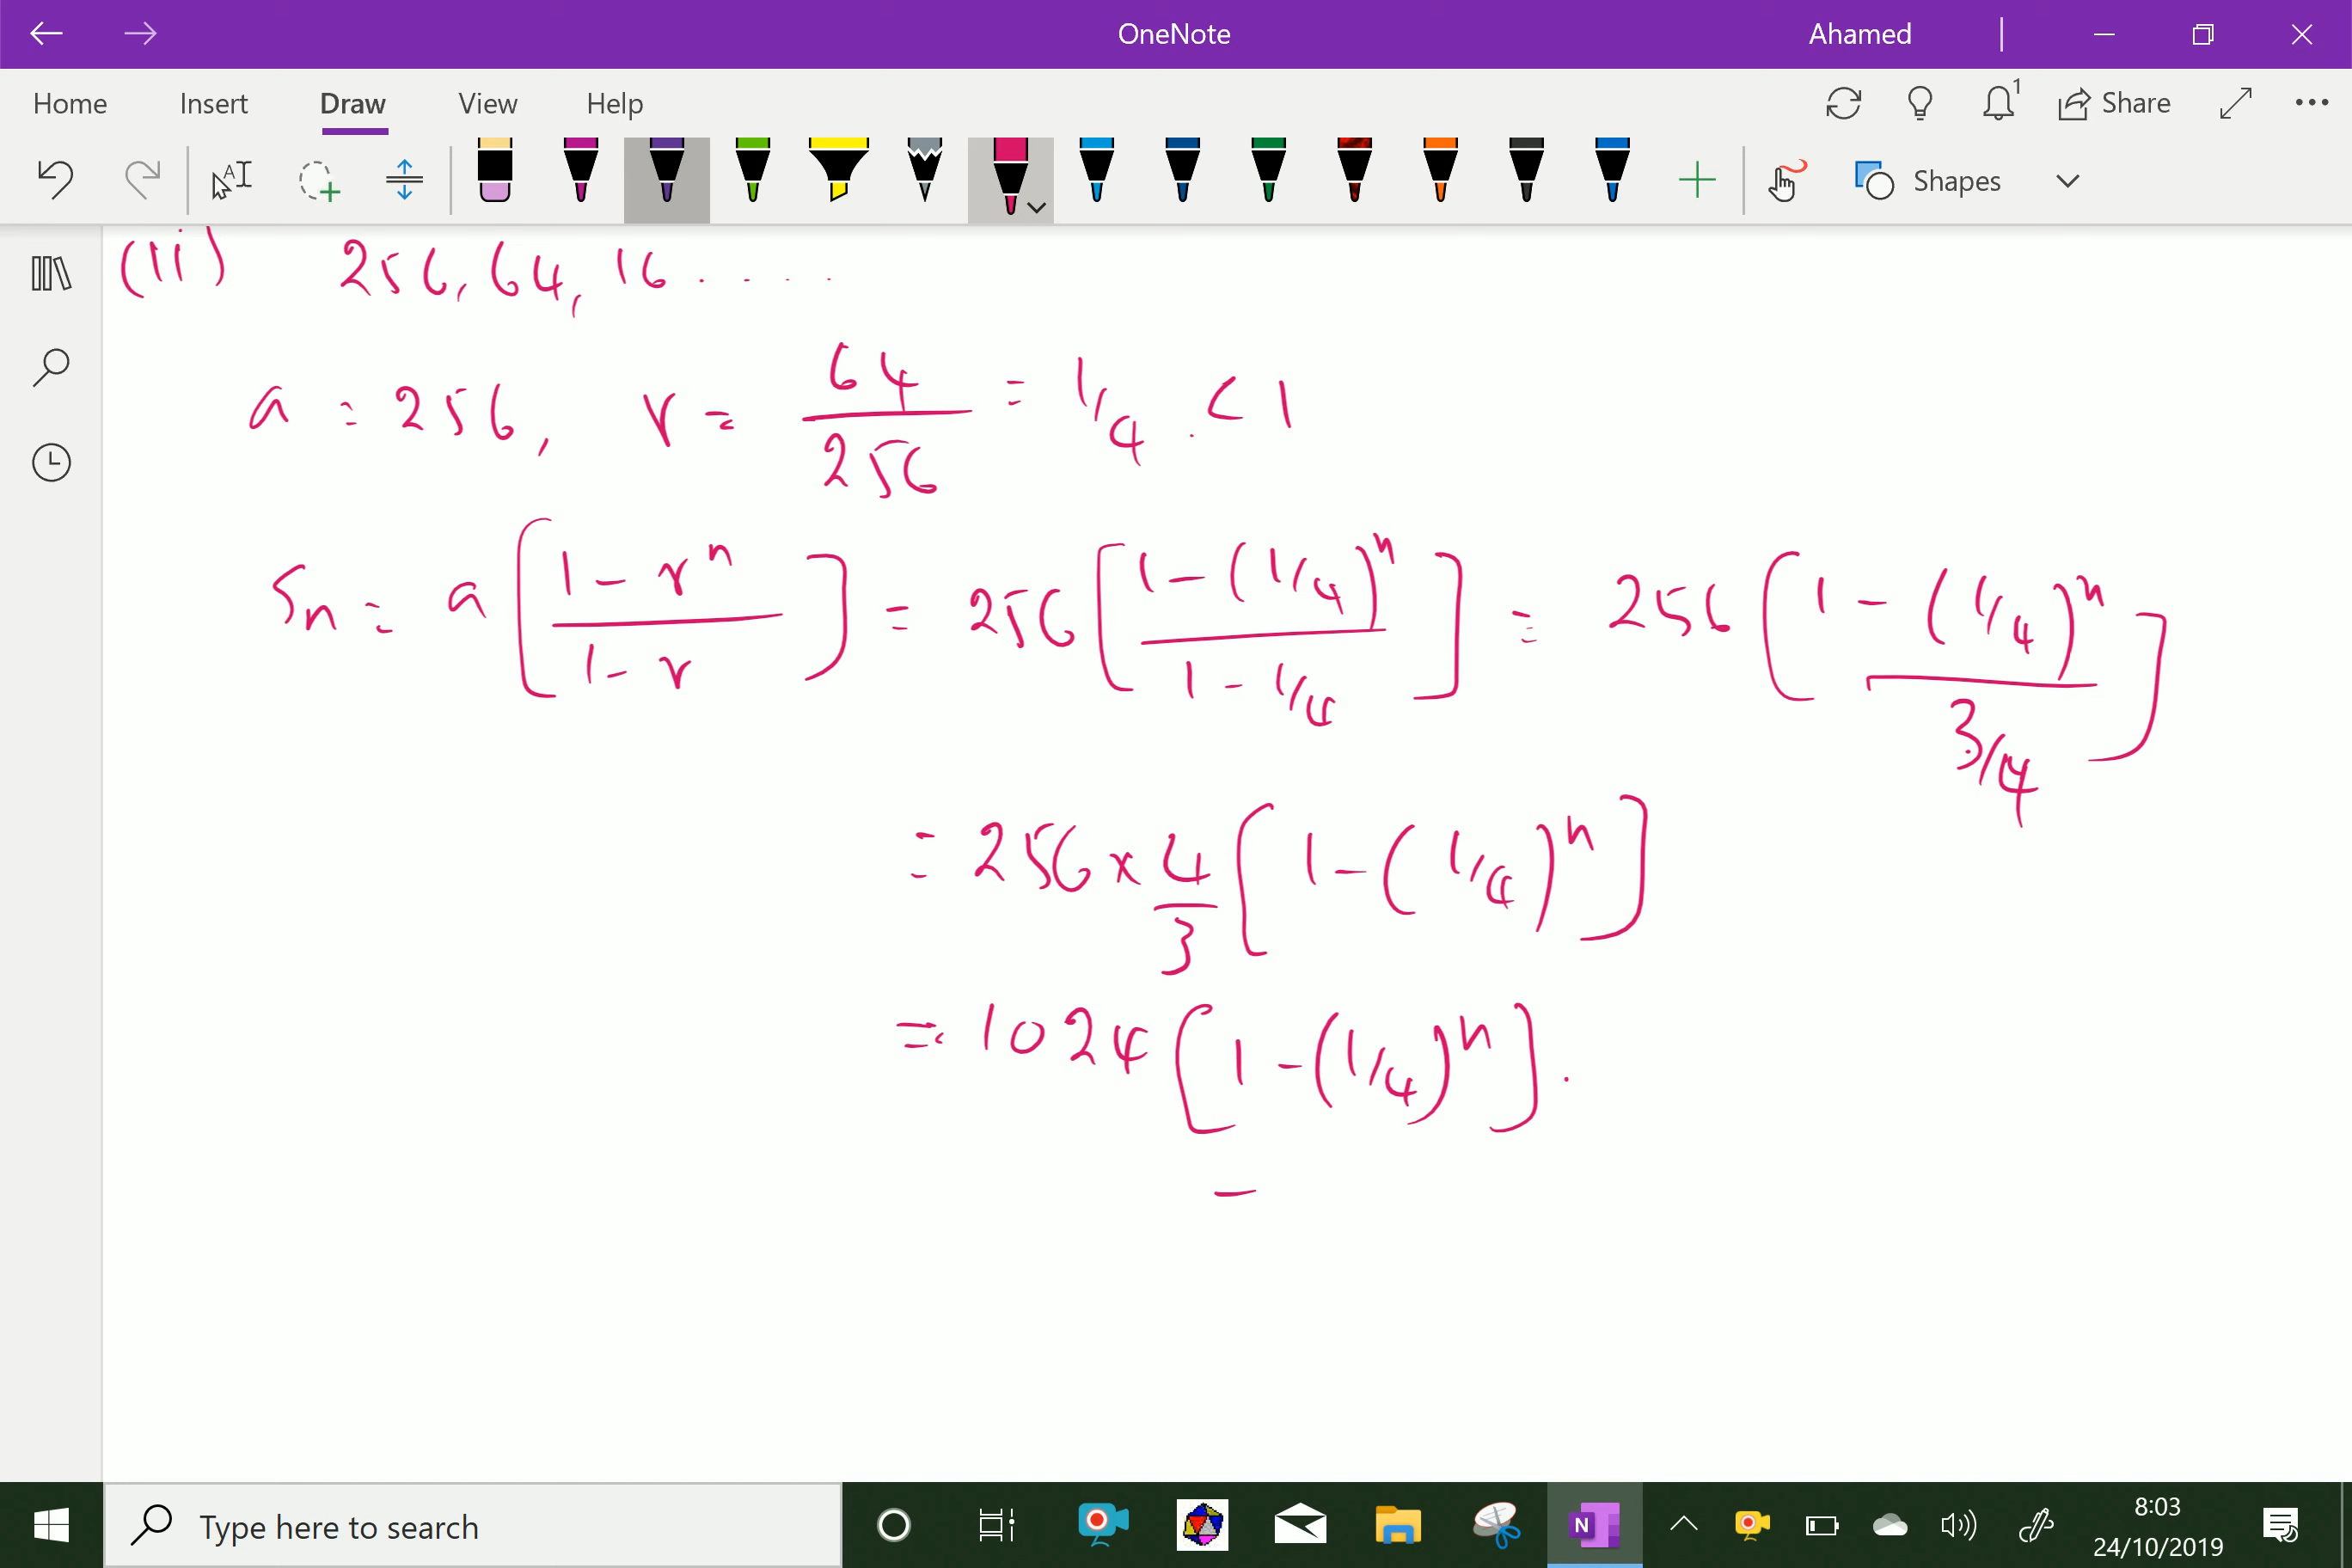 OneNote
Ahamed
Home Insert Draw View Help
1 Share
AI Shapes
(ii) 256, 64, 16 . . . . .
a = 256, r = 64/256 = 1/4 . < 1
Sn = a [ (1 - r^n)/(1 - r) ] = 256 [ (1 - (1/4)^n)/(1 - 1/4) ] = 256 [ (1 - (1/4)^n)/(3/4) ]
= 256 × 4/3 [ 1 - (1/4)^n ]
= 1024 [ 1 - (1/4)^n ] .
Type here to search
N
8:03
24/10/2019